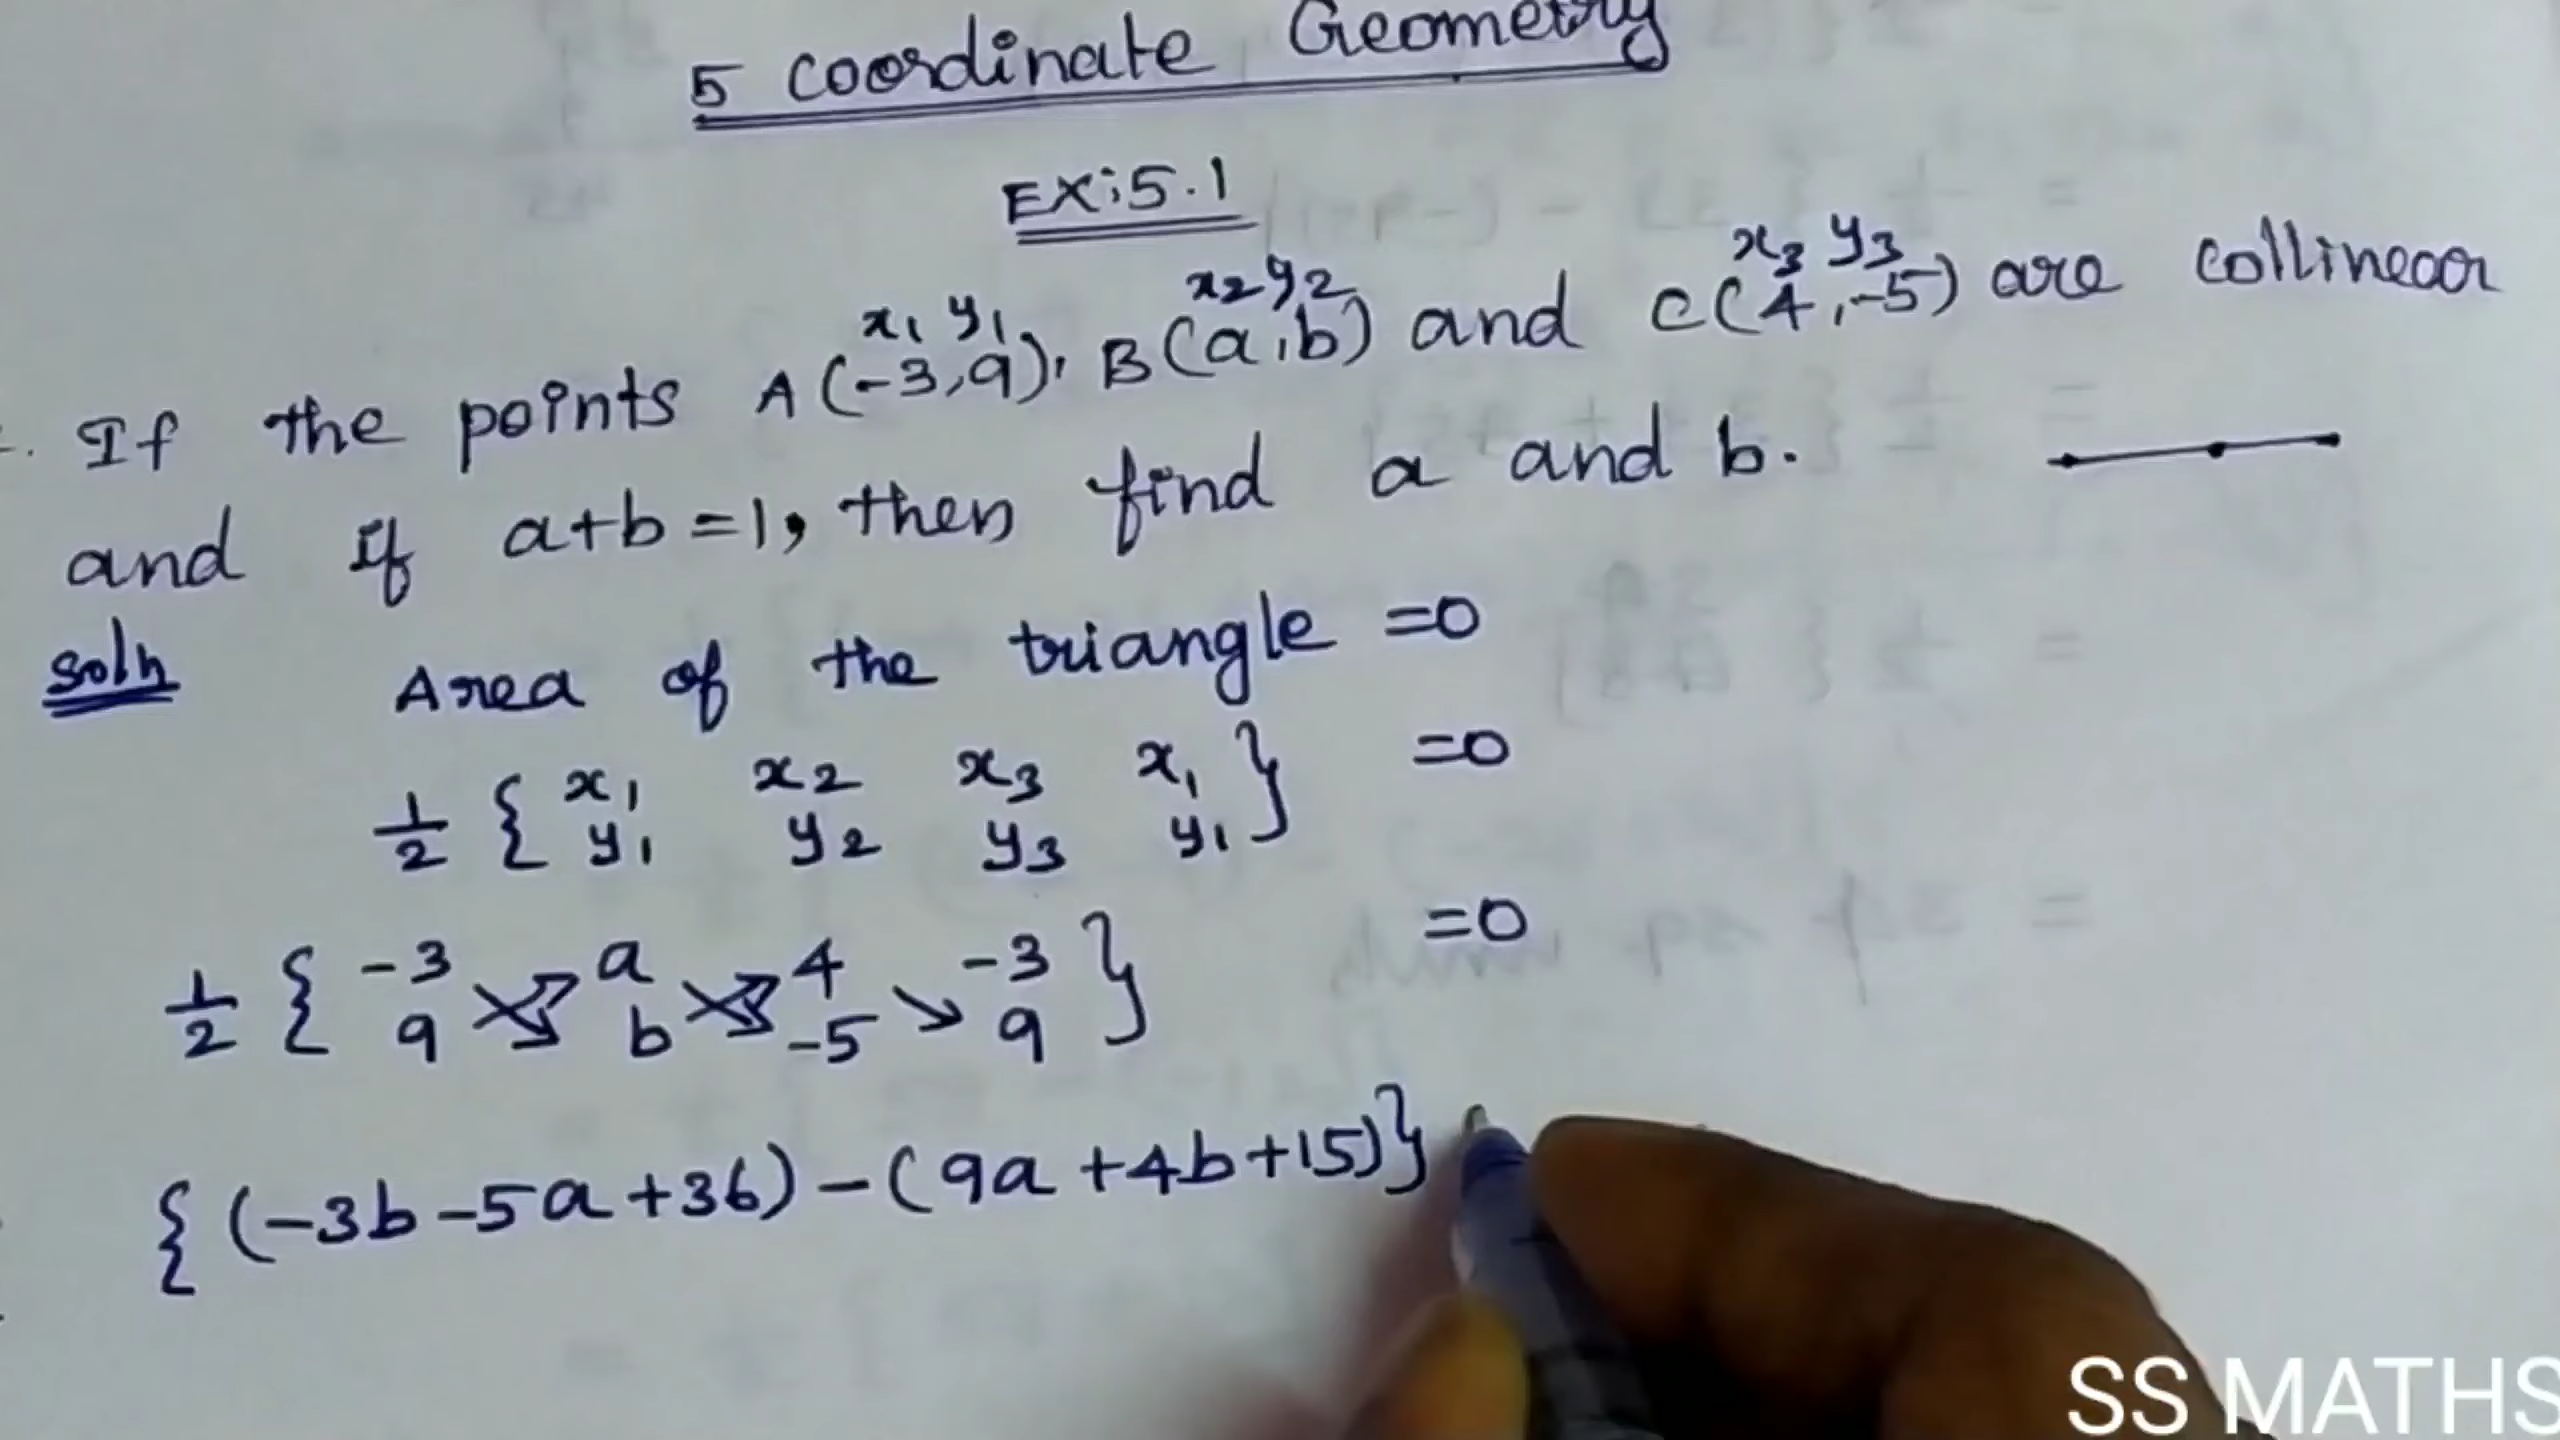 5 Coordinate Geometry
EX:5.1
x₁ y₁ x₂ y₂ x₃ y₃
If the points A(-3,9), B(a,b) and C(4,-5) are collinear
and if a+b=1, then find a and b.
Soln Area of the triangle =0
1/2 { x₁ x₂ x₃ x₁ } =0
y₁ y₂ y₃ y₁
1/2 { -3 a 4 -3 } =0
9 b -5 9
{(-3b-5a+36)-(9a+4b+15)}
SS MATHS